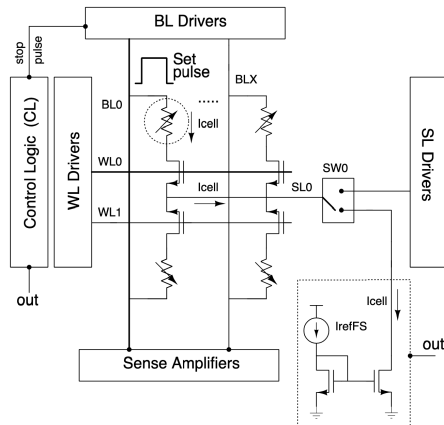 BL Drivers
stop
pulse
Set
pulse
BL0
......
BLX
Icell
Control Logic (CL)
WL Drivers
SL Drivers
WL0
WL1
Icell
SL0
SW0
out
Icell
IrefFS
out
Sense Amplifiers